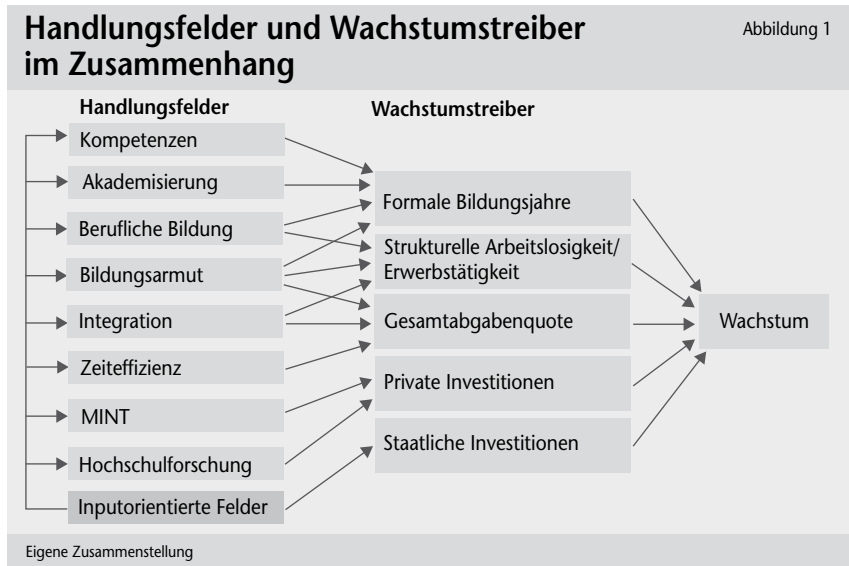 Handlungsfelder und Wachstumstreiber
im Zusammenhang
Abbildung 1
Handlungsfelder
Wachstumstreiber
Kompetenzen
Akademisierung
Berufliche Bildung
Bildungsarmut
Integration
Zeiteffizienz
MINT
Hochschulforschung
Inputorientierte Felder
Formale Bildungsjahre
Strukturelle Arbeitslosigkeit/
Erwerbstätigkeit
Gesamtabgabenquote
Private Investitionen
Staatliche Investitionen
Wachstum
Eigene Zusammenstellung